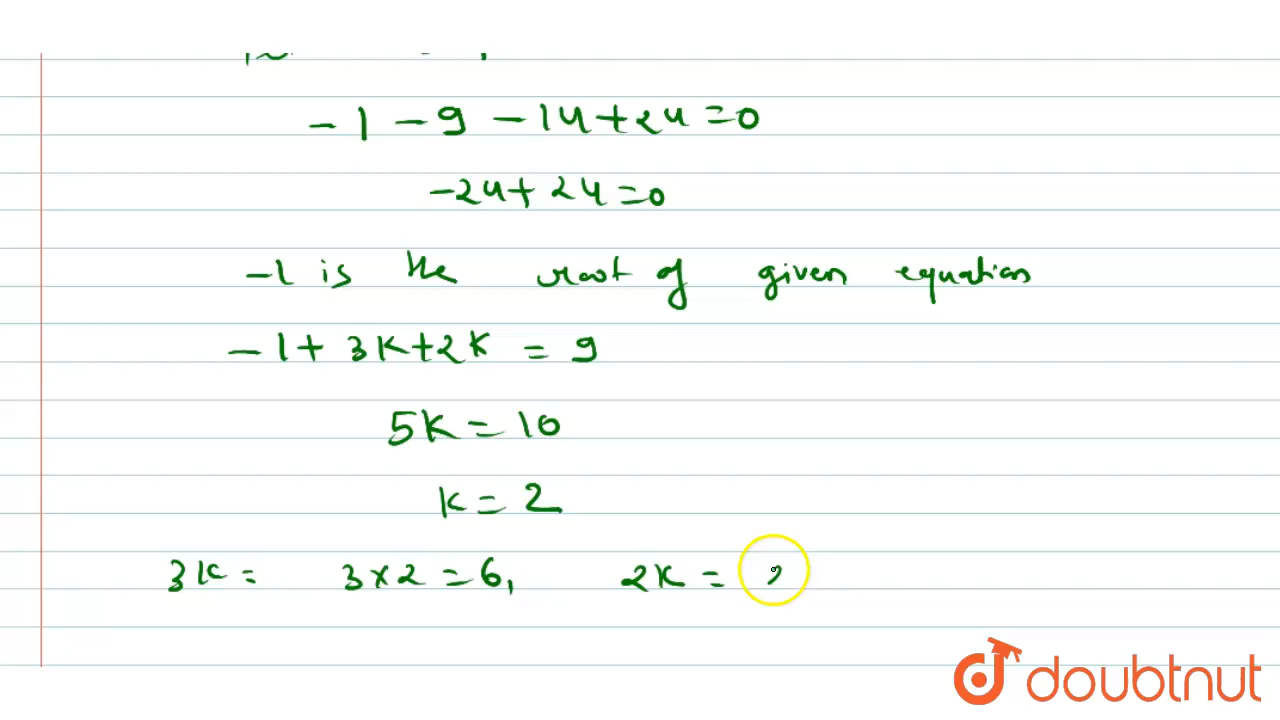 -1-9-14+24=0
-24+24=0
-1 is the root of given equation
-1+3k+2k=9
5k=10
k=2
3k= 3×2=6, 2k=
doubtnut